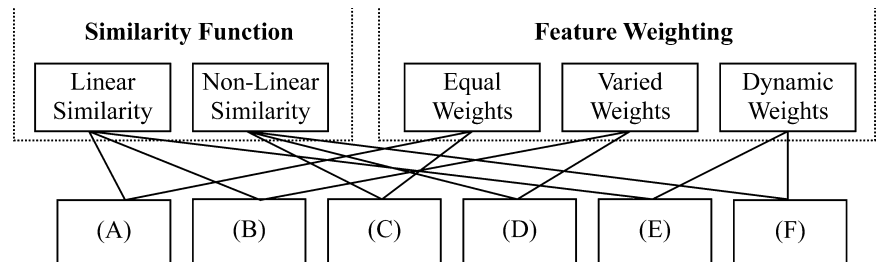 Similarity Function
Feature Weighting
Linear
Similarity
Non-Linear
Similarity
Equal
Weights
Varied
Weights
Dynamic
Weights
(A)
(B)
(C)
(D)
(E)
(F)